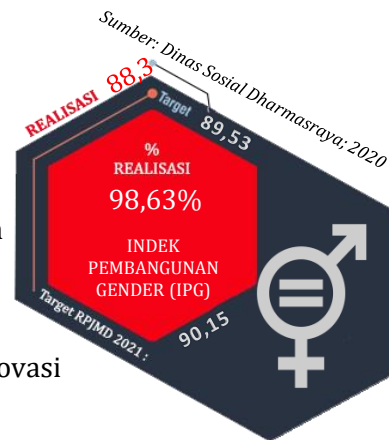 Sumber: Dinas Sosial Dharmasraya; 2020
REALISASI 88,3
Target 89,53
%
REALISASI
98,63%
INDEK
PEMBANGUNAN
GENDER (IPG)
Target RPJMD 2021 : 90,15
ovasi